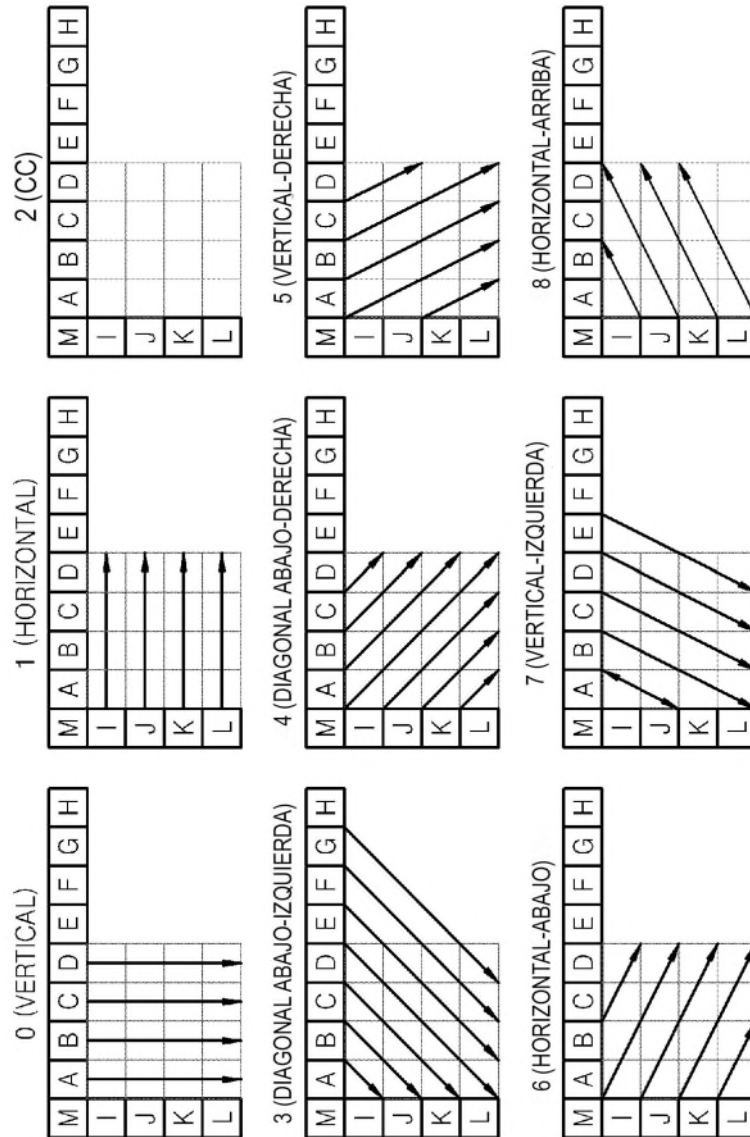 0 (VERTICAL)
M A B C D E F G H
I
J
K
L
1 (HORIZONTAL)
M A B C D E F G H
I
J
K
L
2 (CC)
M A B C D E F G H
I
J
K
L
3 (DIAGONAL ABAJO-IZQUIERDA)
M A B C D E F G H
I
J
K
L
4 (DIAGONAL ABAJO-DERECHA)
M A B C D E F G H
I
J
K
L
5 (VERTICAL-DERECHA)
M A B C D E F G H
I
J
K
L
6 (HORIZONTAL-ABAJO)
M A B C D E F G H
I
J
K
L
7 (VERTICAL-IZQUIERDA)
M A B C D E F G H
I
J
K
L
8 (HORIZONTAL-ARRIBA)
M A B C D E F G H
I
J
K
L